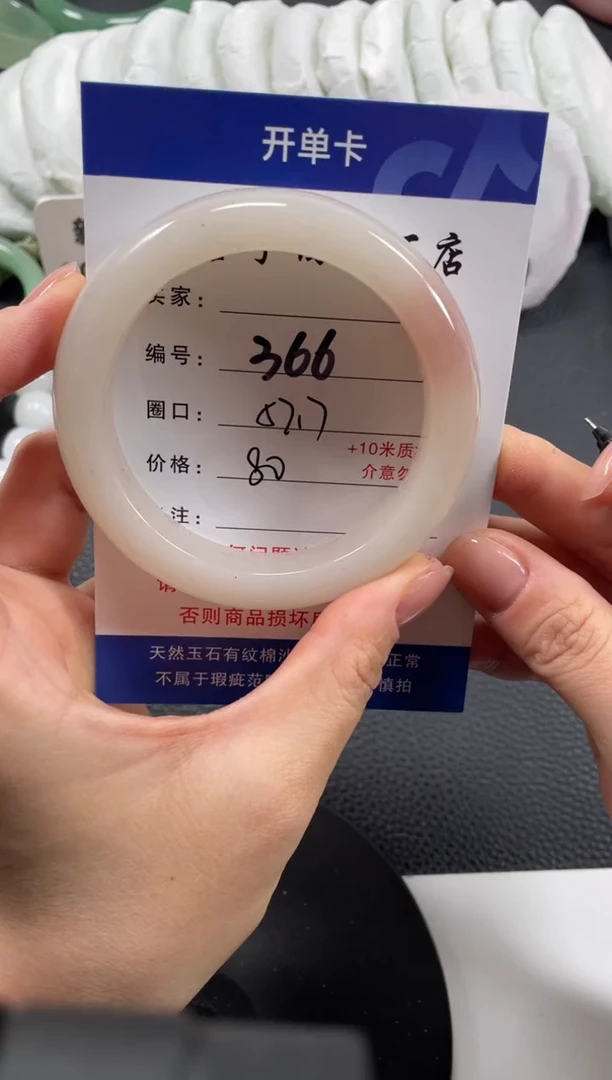 开单卡
店
卖家：
编号： 366
圈口： 57.7
价格： 80
+10米质
介意勿
注：
否则商品损坏
天然玉石有纹棉 正常
不属于瑕疵范 慎拍